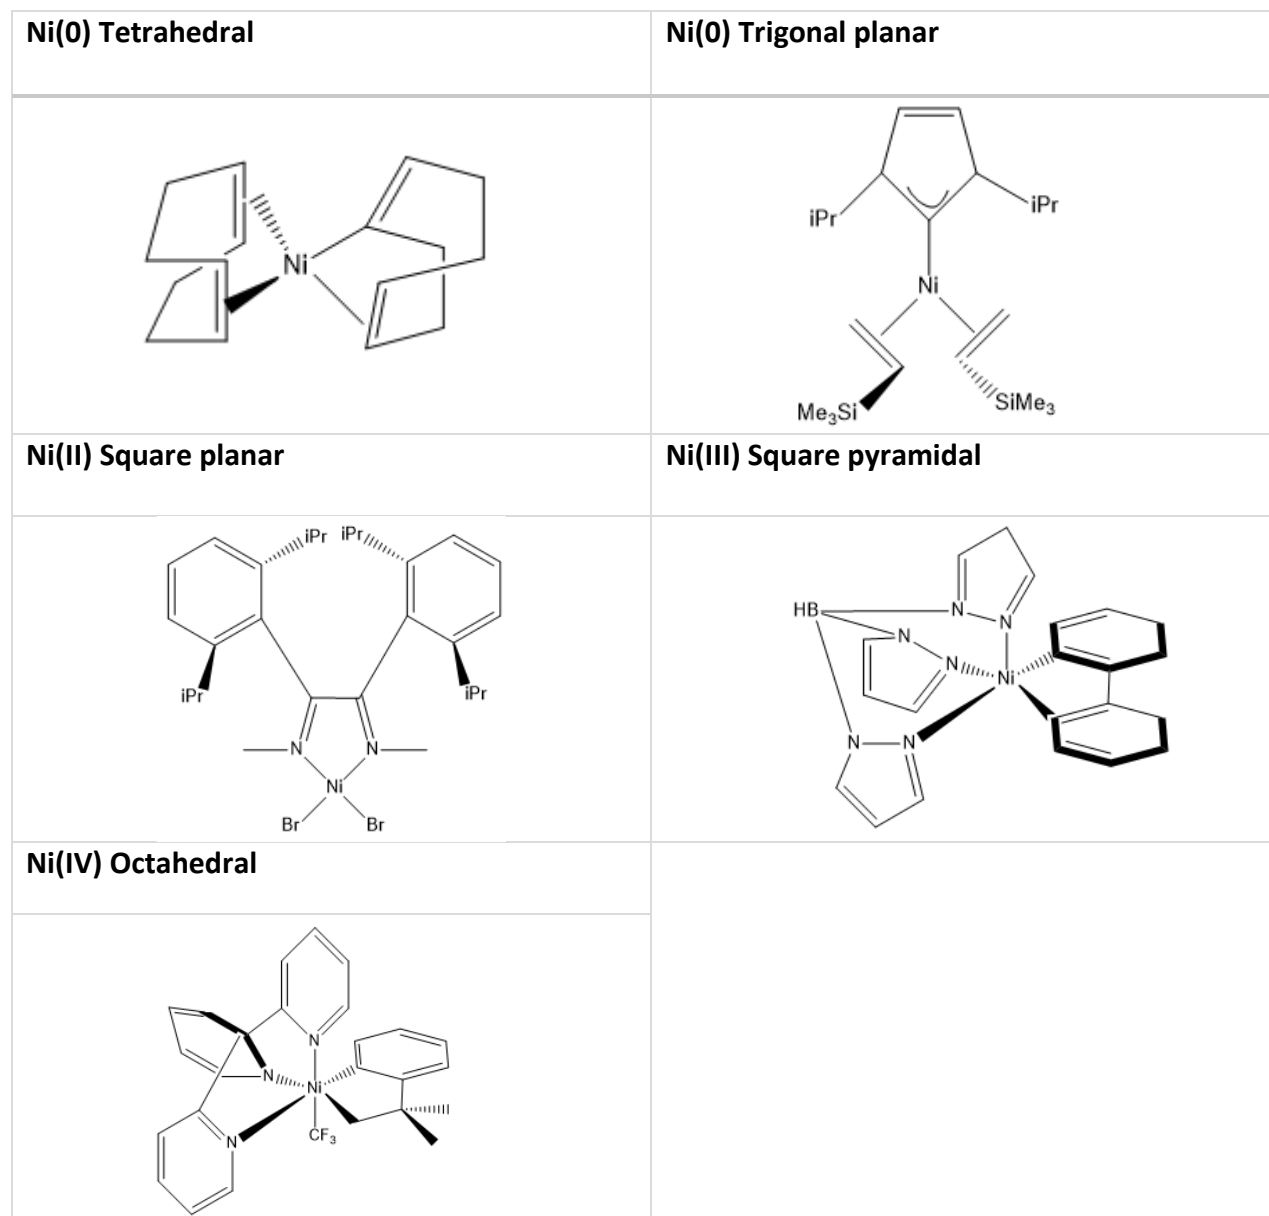 Ni(0) Tetrahedral
Ni(0) Trigonal planar
Ni
iPr
iPr
Ni
Me3Si
SiMe3
Ni(II) Square planar
Ni(III) Square pyramidal
iPr
iPr
iPr
iPr
N
N
Ni
Br
Br
HB
N
N
N
N
Ni
N
N
Ni(IV) Octahedral
N
N
Ni
N
CF3